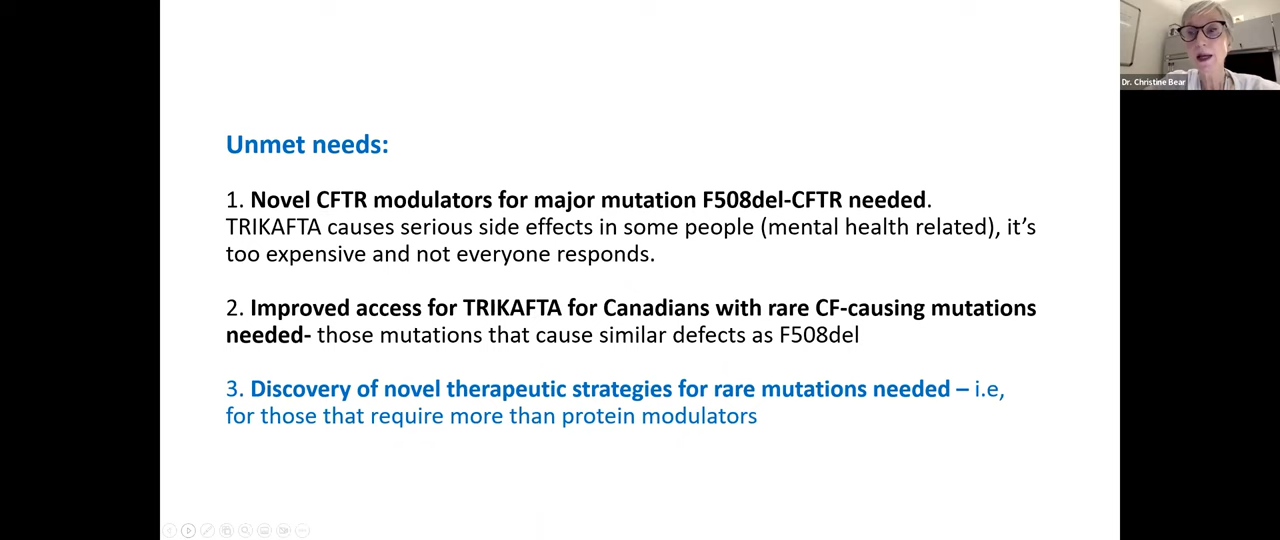 Dr. Christine Bear
Unmet needs:
1. Novel CFTR modulators for major mutation F508del-CFTR needed.
TRIKAFTA causes serious side effects in some people (mental health related), it’s
too expensive and not everyone responds.
2. Improved access for TRIKAFTA for Canadians with rare CF-causing mutations
needed- those mutations that cause similar defects as F508del
3. Discovery of novel therapeutic strategies for rare mutations needed – i.e,
for those that require more than protein modulators